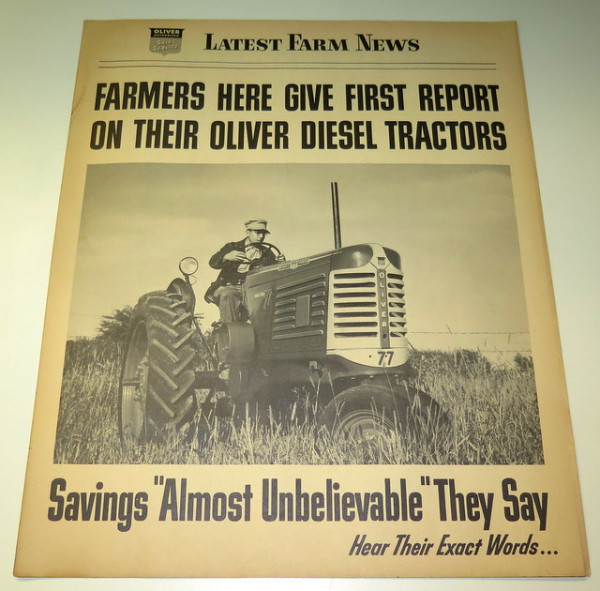 OLIVER
LATEST FARM NEWS
FARMERS HERE GIVE FIRST REPORT
ON THEIR OLIVER DIESEL TRACTORS
OLIVER
77
Savings "Almost Unbelievable" They Say
Hear Their Exact Words...